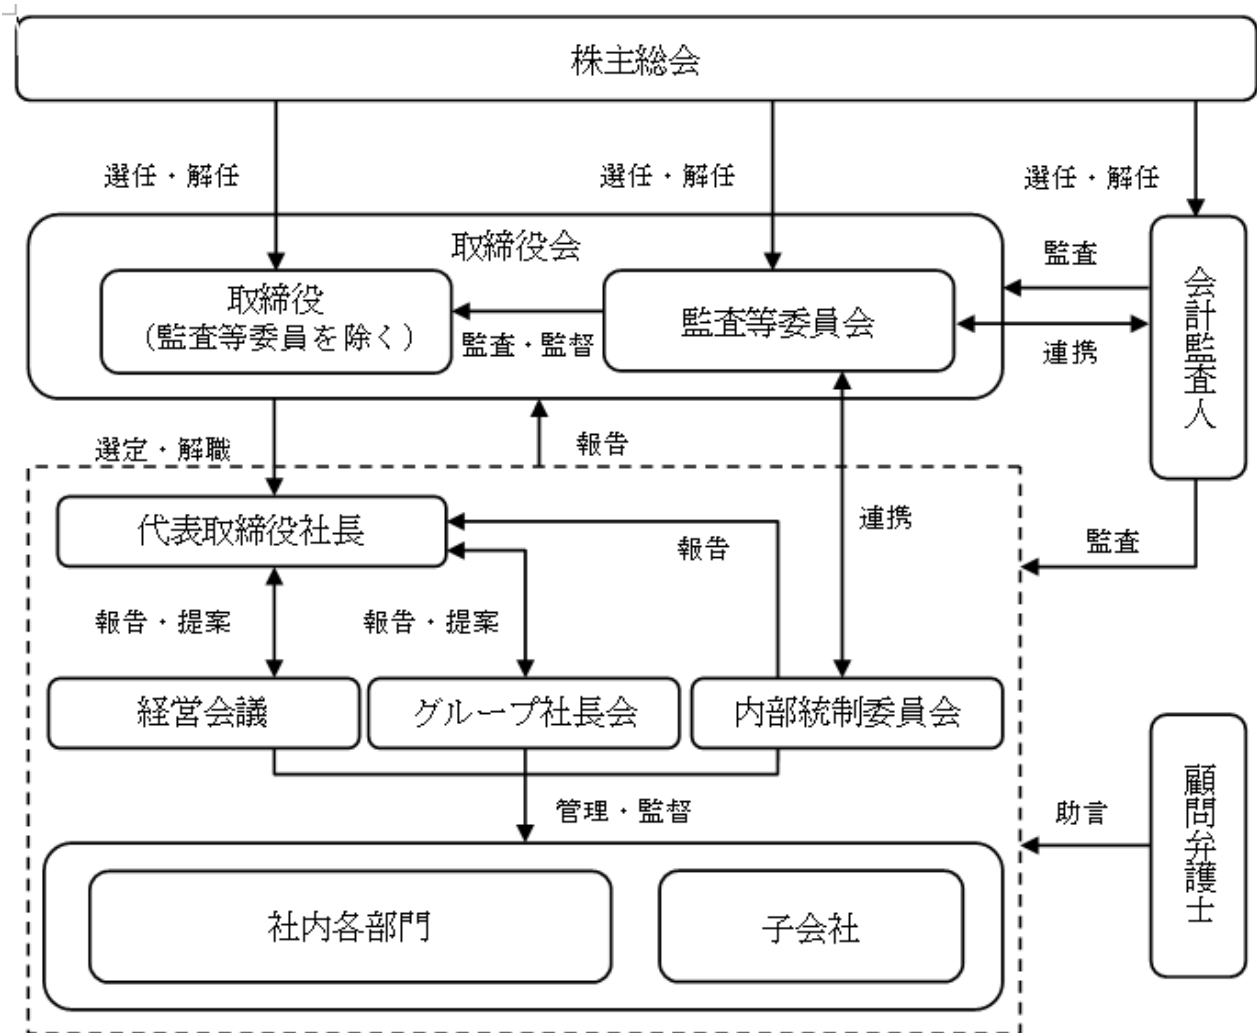 株主総会
選任・解任
選任・解任
選任・解任
取締役会
取締役
(監査等委員を除く)
監査・監督
監査等委員会
監査
連携
会計監査人
選定・解職
報告
代表取締役社長
報告
連携
監査
報告・提案
報告・提案
経営会議
グループ社長会
内部統制委員会
管理・監督
助言
顧問弁護士
社内各部門
子会社